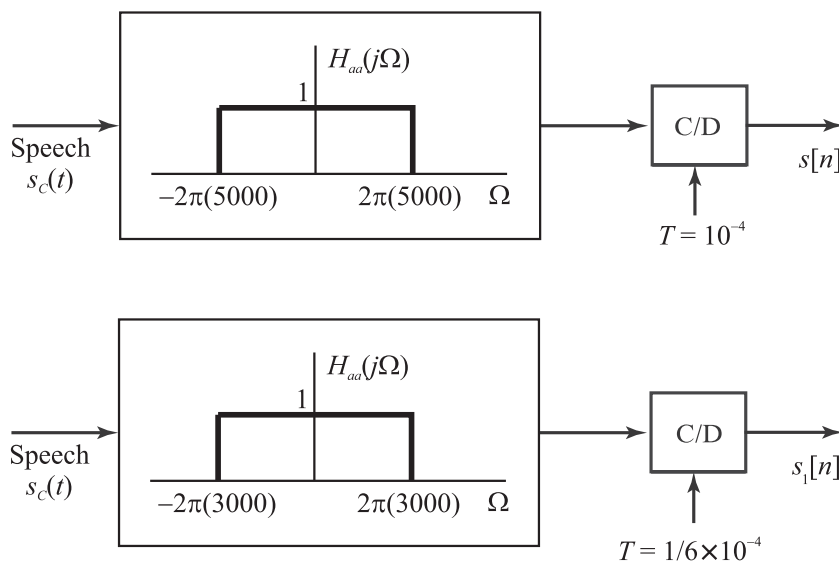 H_aa(jΩ)
1
Speech
s_C(t)
−2π(5000)
2π(5000)
Ω
C/D
s[n]
T = 10⁻⁴
H_aa(jΩ)
1
Speech
s_C(t)
−2π(3000)
2π(3000)
Ω
C/D
s₁[n]
T = 1/6×10⁻⁴